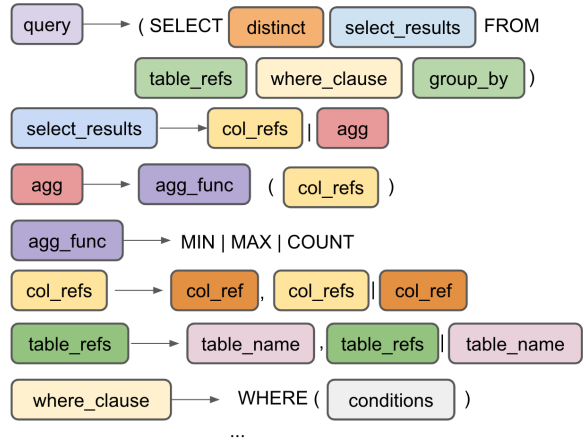 query ( SELECT distinct select_results FROM
table_refs where_clause group_by )
select_results col_refs | agg
agg agg_func ( col_refs )
agg_func MIN | MAX | COUNT
col_refs col_ref , col_refs | col_ref
table_refs table_name , table_refs | table_name
where_clause WHERE ( conditions )
...